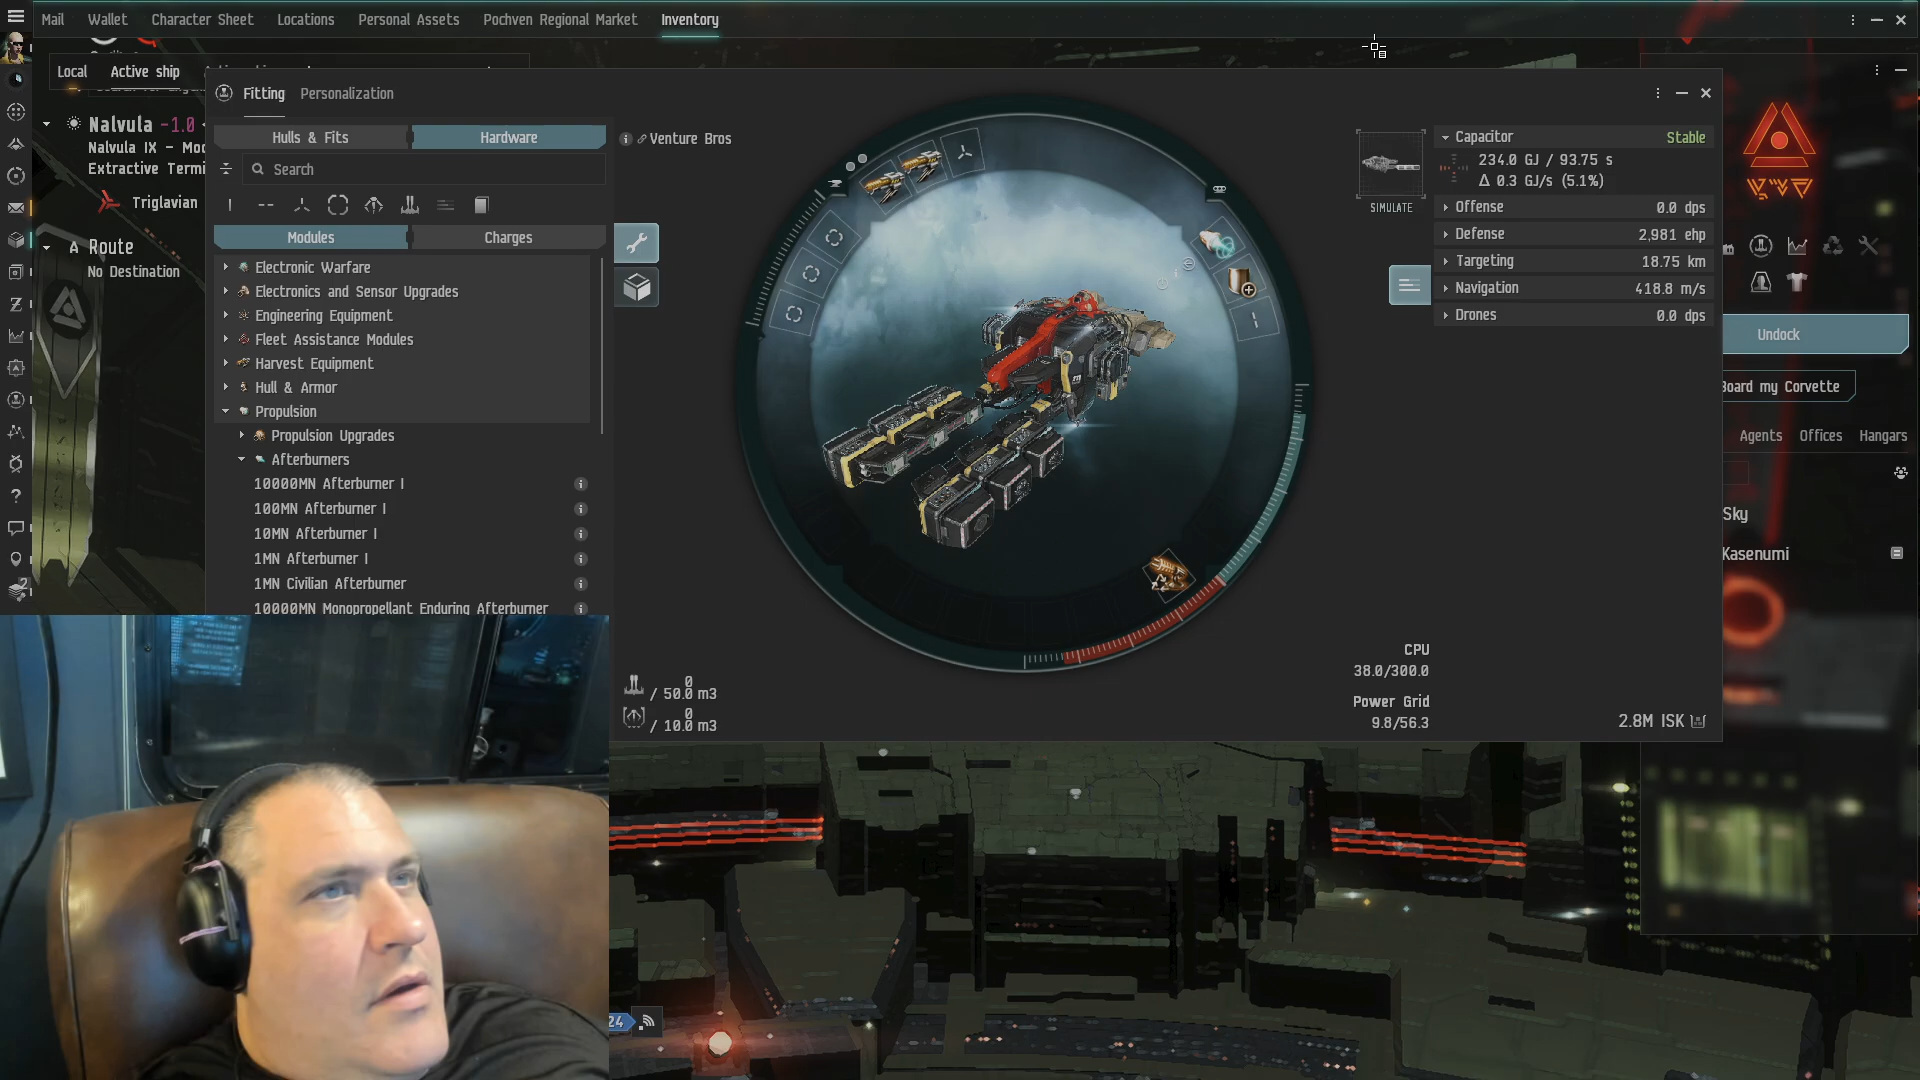 Mail
Wallet
Character Sheet
Locations
Personal Assets
Pochven Regional Market
Inventory
Local
Active ship
Fitting
Personalization
Nalvula -1.0
Nalvula IX - Moo
Extractive Termi
Triglavian
Route
No Destination
Hulls & Fits
Hardware
Search
Modules
Charges
Electronic Warfare
Electronics and Sensor Upgrades
Engineering Equipment
Fleet Assistance Modules
Harvest Equipment
Hull & Armor
Propulsion
Propulsion Upgrades
Afterburners
10000MN Afterburner I
100MN Afterburner I
10MN Afterburner I
1MN Afterburner I
1MN Civilian Afterburner
10000MN Monopropellant Enduring Afterburner
Venture Bros
SIMULATE
Capacitor
Stable
234.0 GJ / 93.75 s
Δ 0.3 GJ/s (5.1%)
Offense
0.0 dps
Defense
2,981 ehp
Targeting
18.75 km
Navigation
418.8 m/s
Drones
0.0 dps
0
/ 50.0 m3
0
/ 10.0 m3
CPU
38.0/300.0
Power Grid
9.8/56.3
2.8M ISK
Undock
Board my Corvette
Agents
Offices
Hangars
Sky
Kasenumi
2
24